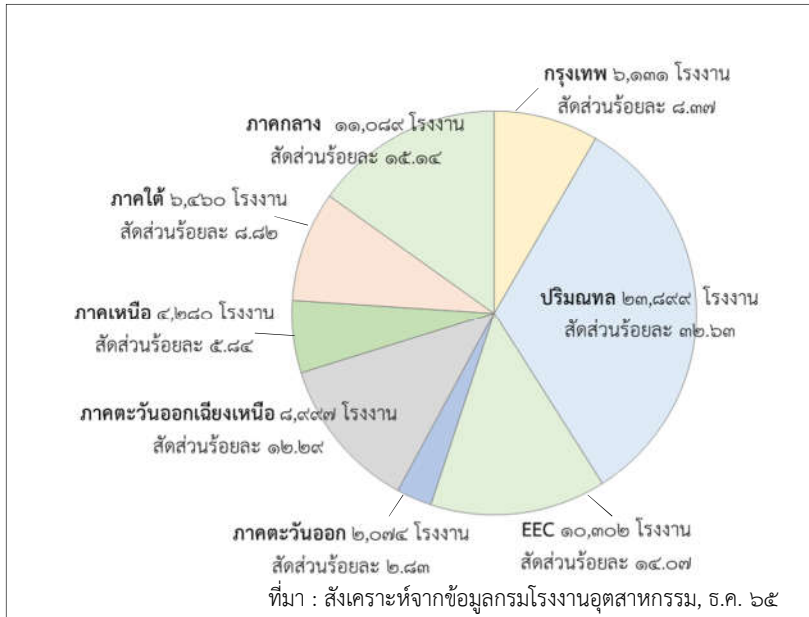 กรุงเทพ ๖,๑๓๑ โรงงาน
สัดส่วนร้อยละ ๘.๓๗
ปริมณฑล ๒๓,๘๙๙ โรงงาน
สัดส่วนร้อยละ ๓๒.๖๓
EEC ๑๐,๓๐๒ โรงงาน
สัดส่วนร้อยละ ๑๔.๐๗
ภาคตะวันออก ๒,๐๗๔ โรงงาน
สัดส่วนร้อยละ ๒.๘๓
ภาคตะวันออกเฉียงเหนือ ๘,๙๙๗ โรงงาน
สัดส่วนร้อยละ ๑๒.๒๙
ภาคเหนือ ๔,๒๘๐ โรงงาน
สัดส่วนร้อยละ ๕.๘๔
ภาคใต้ ๖,๔๖๐ โรงงาน
สัดส่วนร้อยละ ๘.๘๒
ภาคกลาง ๑๑,๐๘๙ โรงงาน
สัดส่วนร้อยละ ๑๕.๑๔
ที่มา : สังเคราะห์จากข้อมูลกรมโรงงานอุตสาหกรรม, ธ.ค. ๖๕